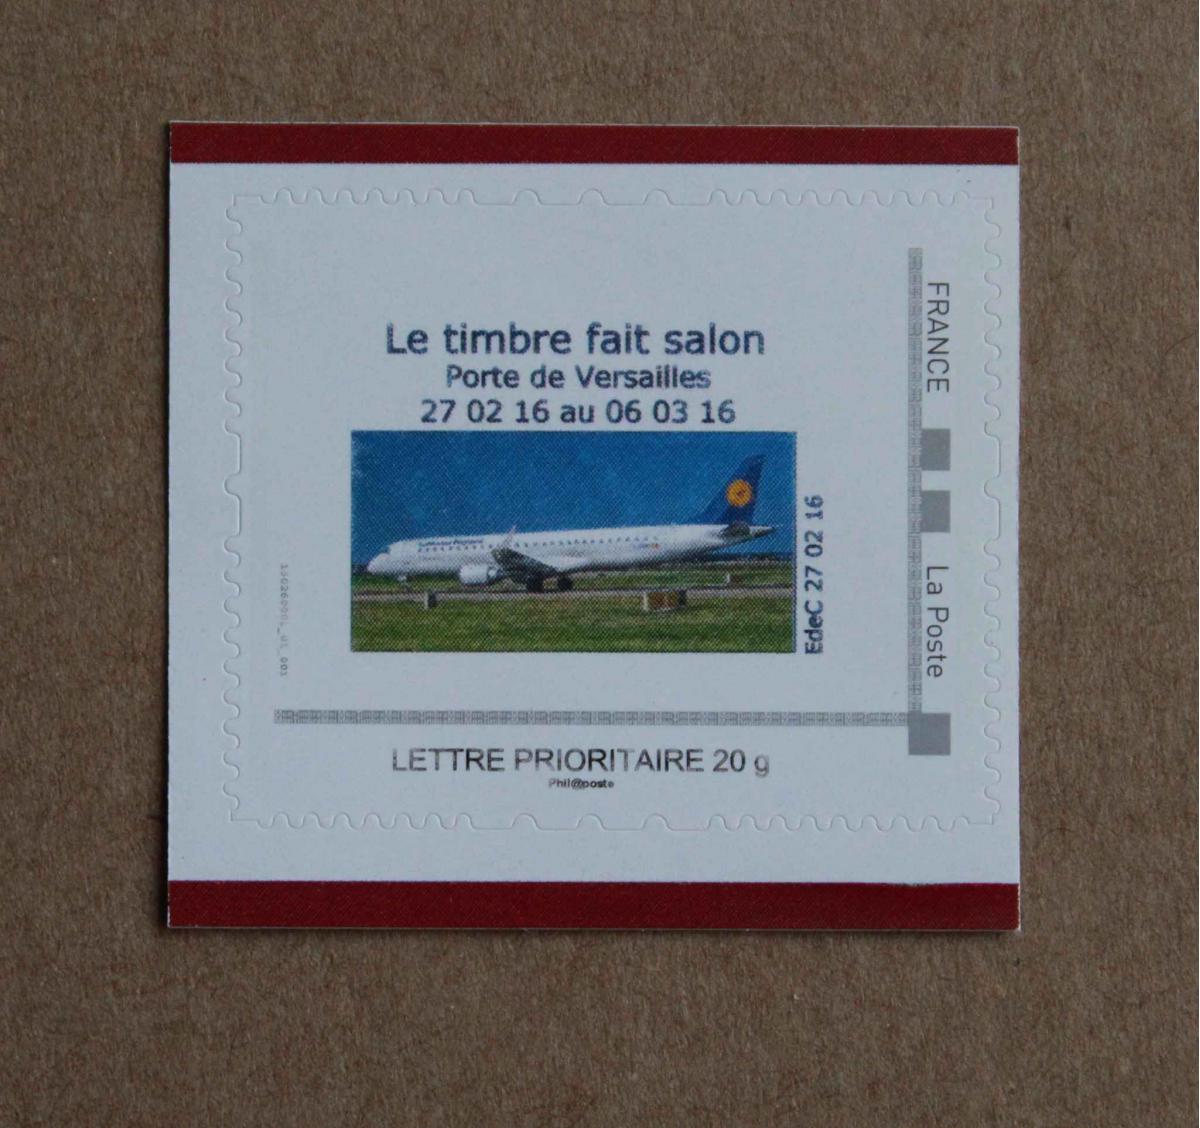 Le timbre fait salon
Porte de Versailles
27 02 16 au 06 03 16
EdeC 27 02 16
FRANCE
La Poste
LETTRE PRIORITAIRE 20 g
Phil@poste